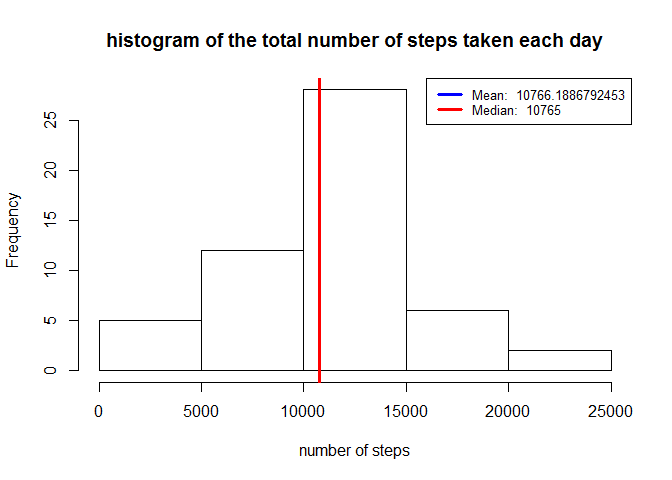 histogram of the total number of steps taken each day
Mean: 10766.1886792453
Median: 10765
Frequency
25
20
15
10
5
0
0 5000 10000 15000 20000 25000
number of steps